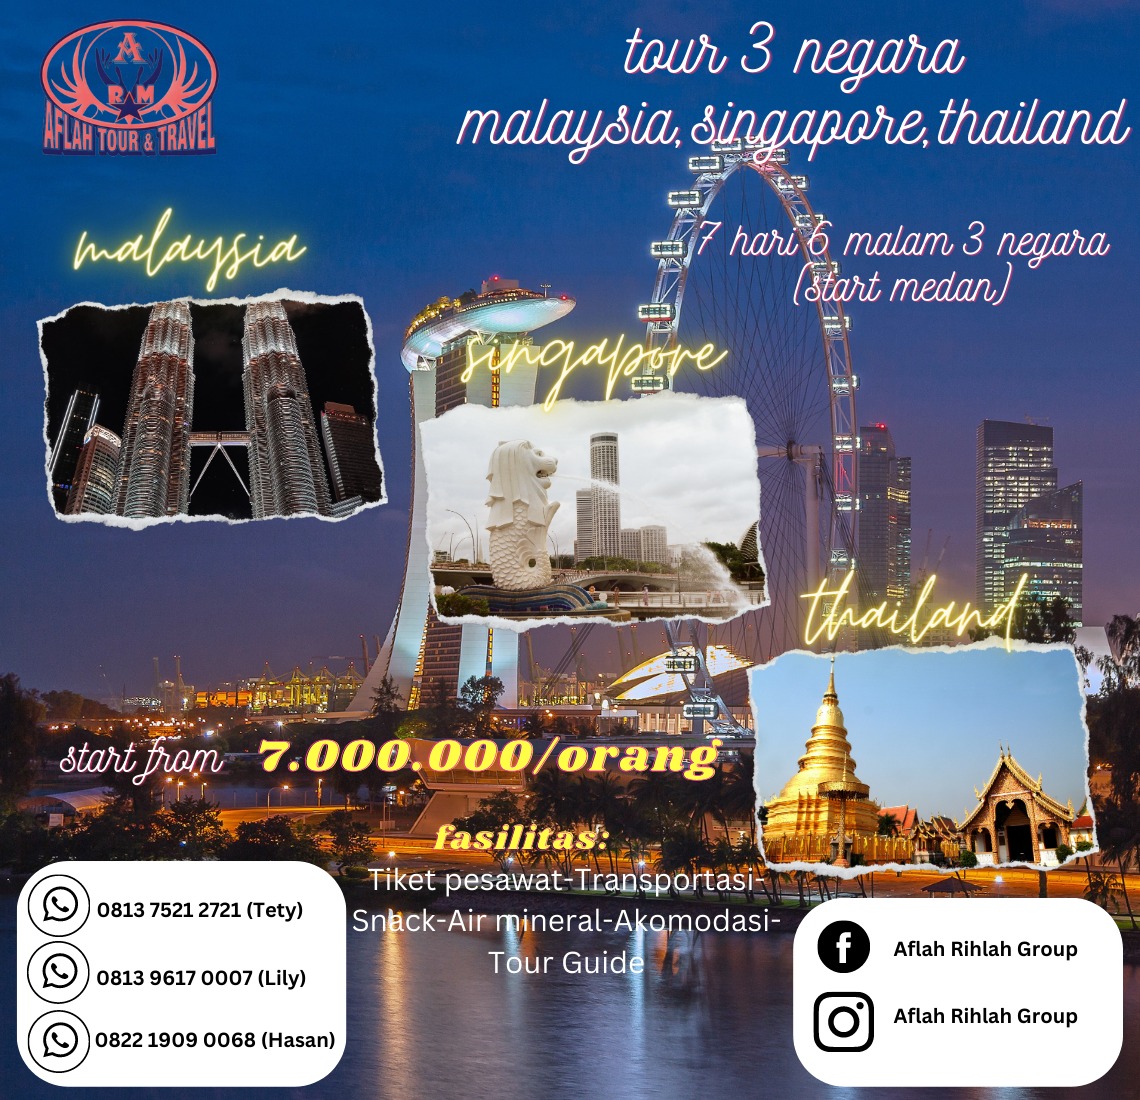 A
RAM
AFLAH TOUR & TRAVEL
tour 3 negara
malaysia, singapore, thailand
7 hari 6 malam 3 negara
(start medan)
malaysia
singapore
thailand
start from 7.000.000/orang
fasilitas:
Tiket pesawat-Transportasi-
Snack-Air mineral-Akomodasi-
Tour Guide
0813 7521 2721 (Tety)
0813 9617 0007 (Lily)
0822 1909 0068 (Hasan)
Aflah Rihlah Group
Aflah Rihlah Group